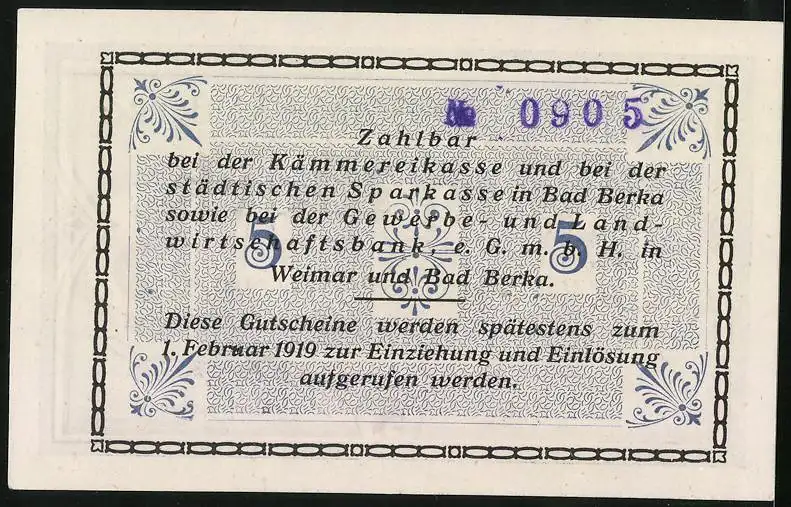 № 0905
Zahlbar
bei der Kämmereikasse und bei der
städtischen Sparkasse in Bad Berka
sowie bei der Gewerbe- und Land-
wirtschaftsbank, e. G. m. b. H. in
5 5
Weimar und Bad Berka.
Diese Gutscheine werden spätestens zum
1. Februar 1919 zur Einziehung und Einlösung
aufgerufen werden.